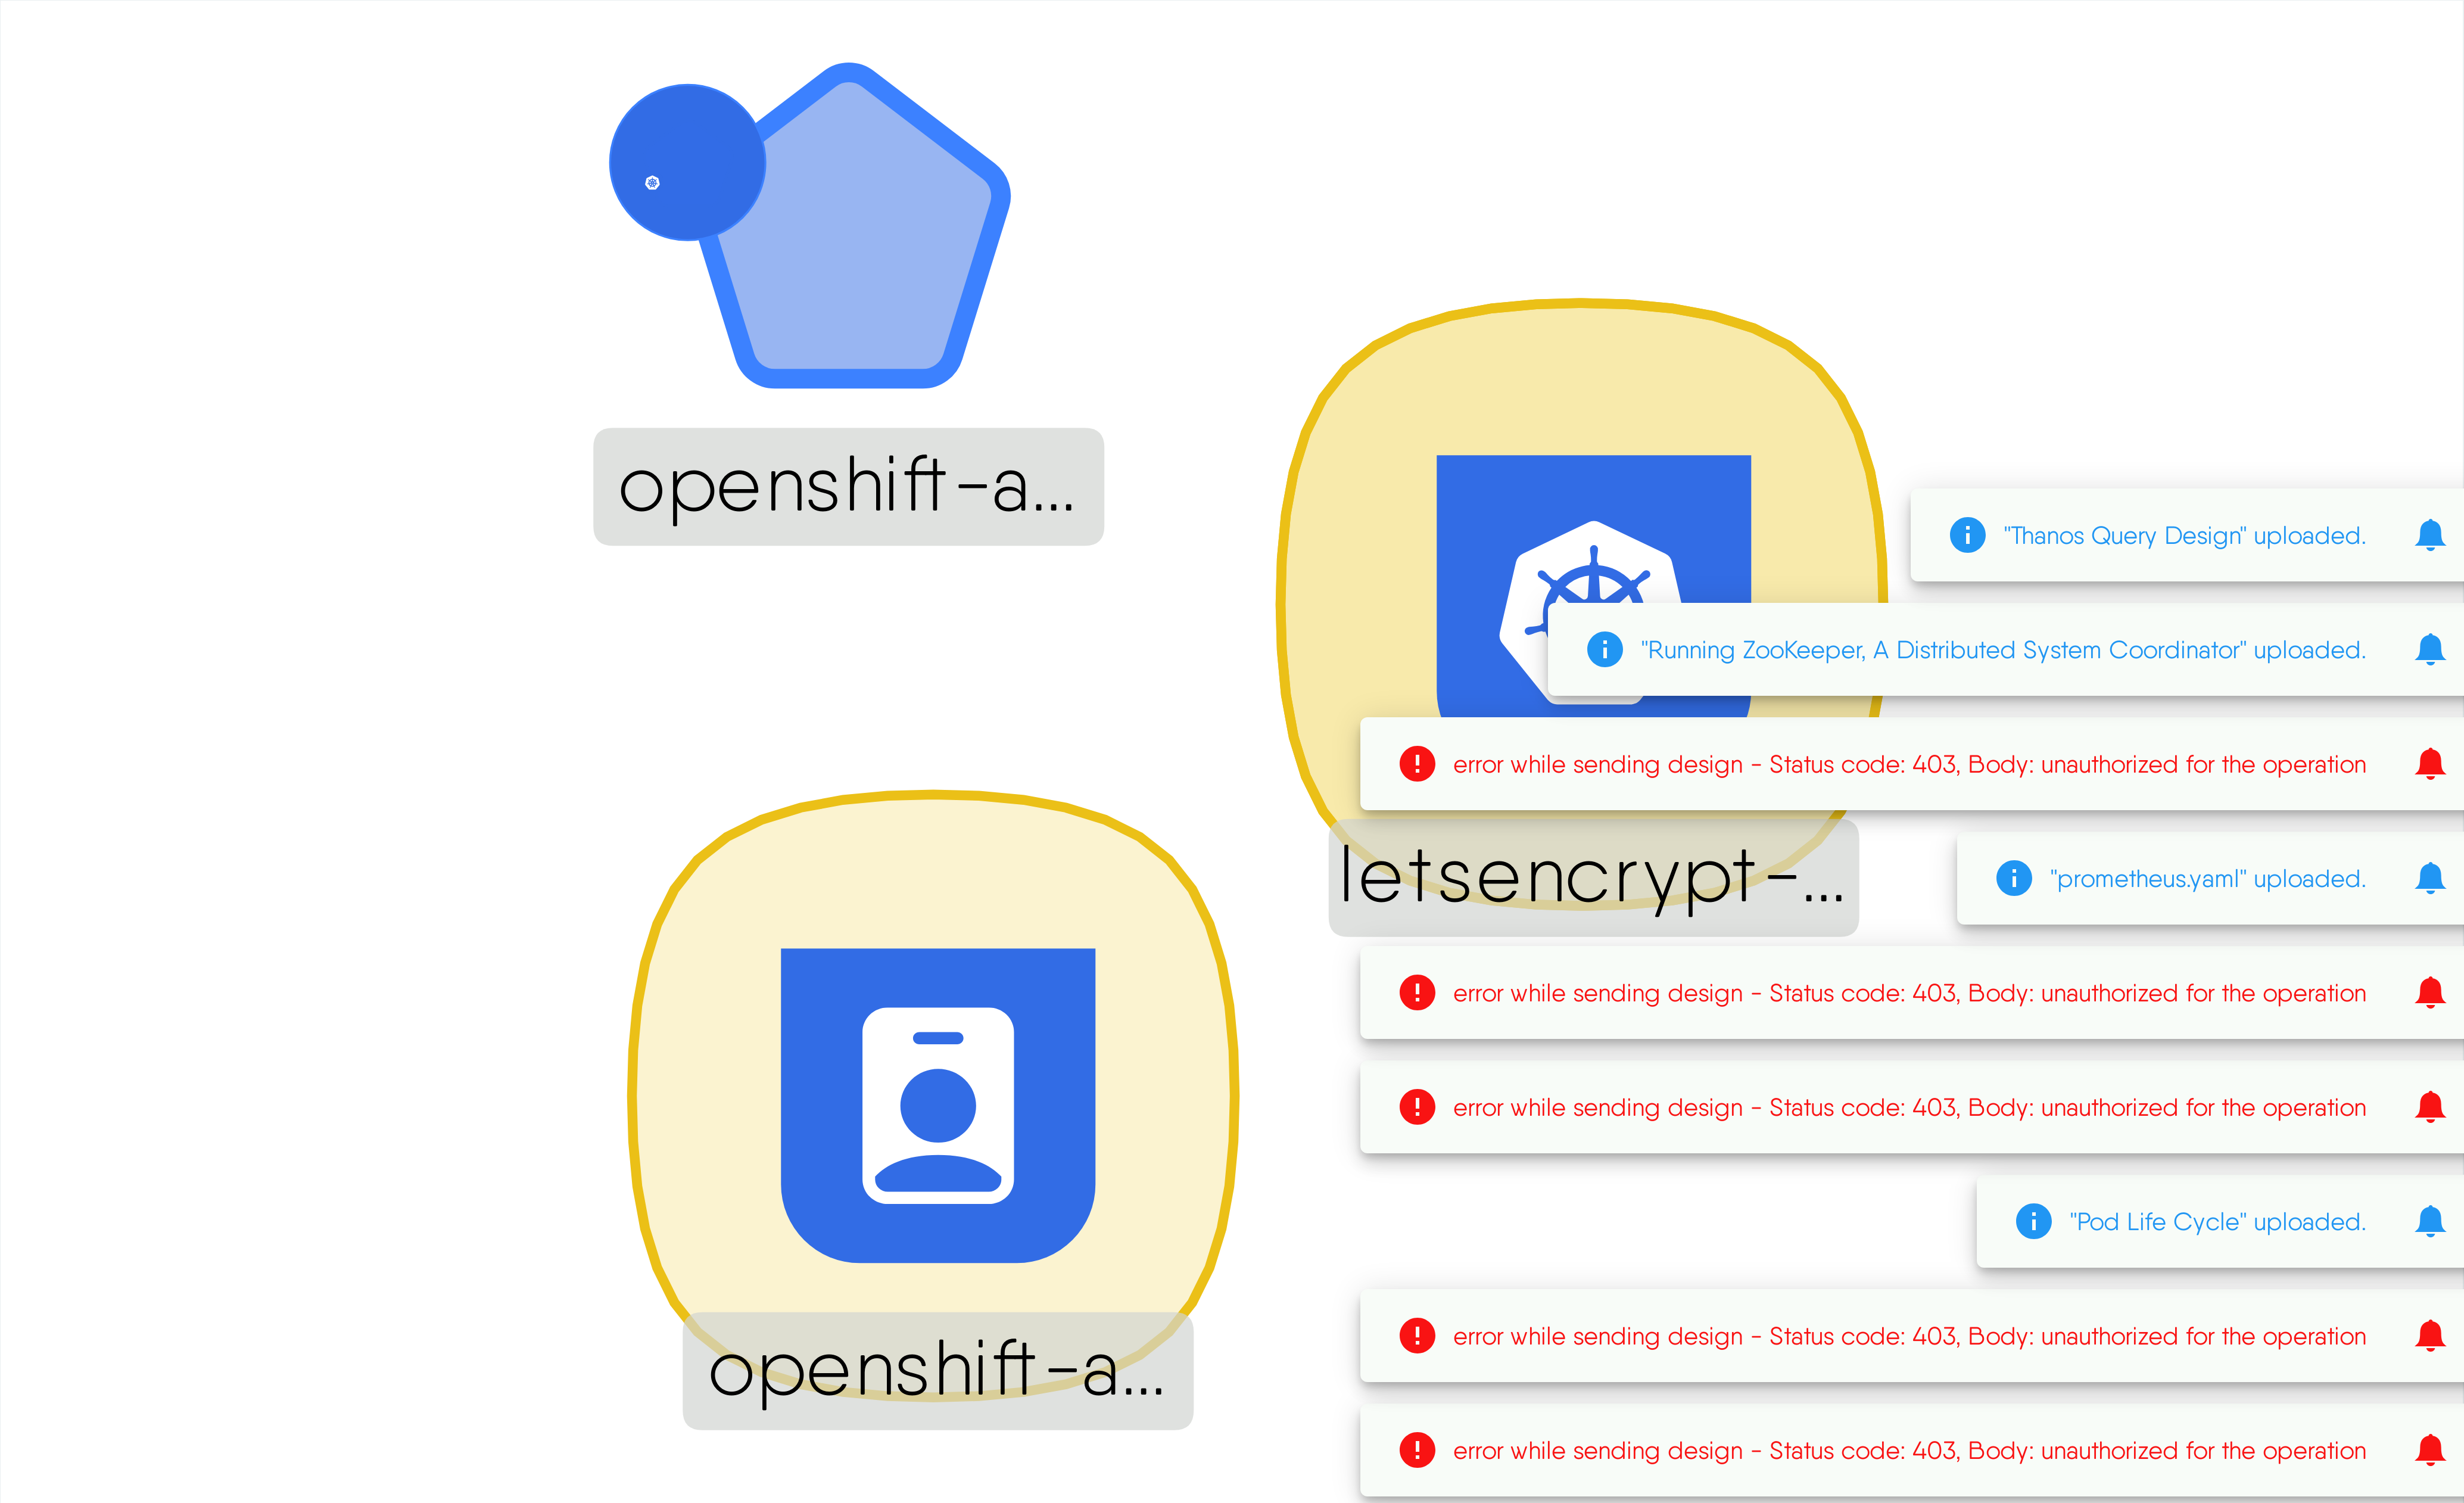 openshift-a...
"Thanos Query Design" uploaded.
"Running ZooKeeper, A Distributed System Coordinator" uploaded.
error while sending design - Status code: 403, Body: unauthorized for the operation
letsencrypt-...
"prometheus.yaml" uploaded.
error while sending design - Status code: 403, Body: unauthorized for the operation
error while sending design - Status code: 403, Body: unauthorized for the operation
"Pod Life Cycle" uploaded.
error while sending design - Status code: 403, Body: unauthorized for the operation
openshift-a...
error while sending design - Status code: 403, Body: unauthorized for the operation